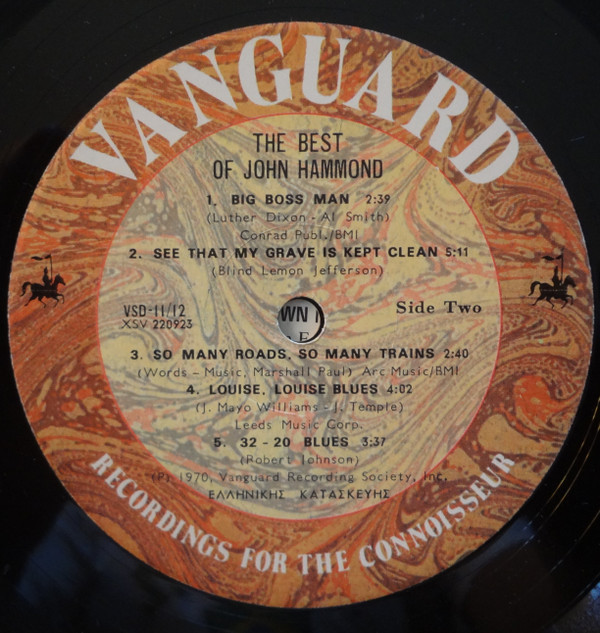 VANGUARD
THE BEST
OF JOHN HAMMOND
1. BIG BOSS MAN 2:39
(Luther Dixon - Al Smith)
Conrad Publ./BMI
2. SEE THAT MY GRAVE IS KEPT CLEAN 5:11
(Blind Lemon Jefferson)
VSD-11/12
XSV 220923
Side Two
WN
E
3. SO MANY ROADS, SO MANY TRAINS 2:40
(Words - Music, Marshall Paul) Arc Music/BMI
4. LOUISE, LOUISE BLUES 4:02
(J. Mayo Williams - J. Temple)
Leeds Music Corp.
5. 32 - 20 BLUES 3:37
(Robert Johnson)
(P) 1970, Vanguard Recording Society, Inc.
ΕΛΛΗΝΙΚΗΣ ΚΑΤΑΣΚΕΥΗΣ
RECORDINGS FOR THE CONNOISSEUR